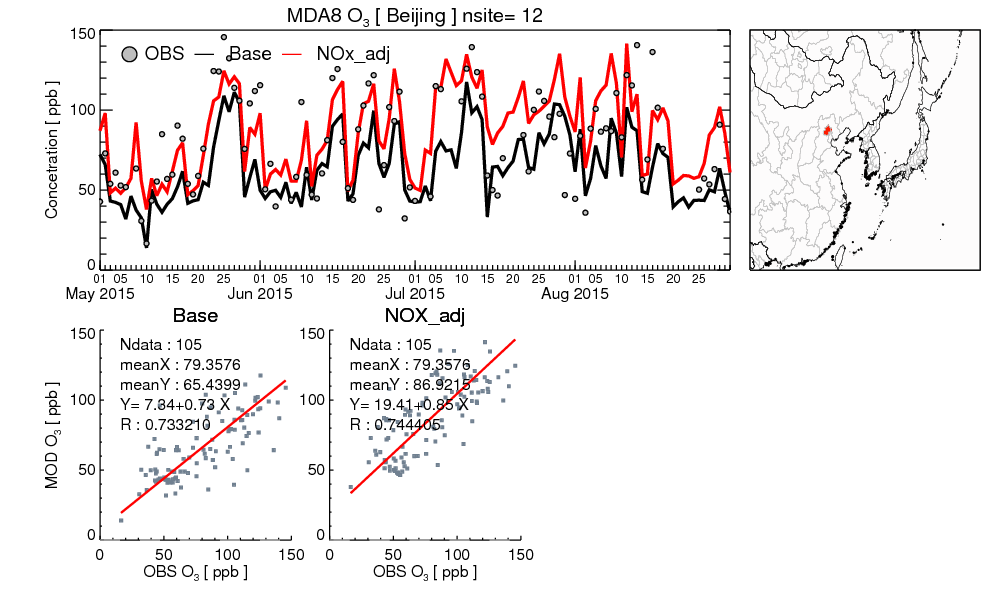 MDA8 O3 [ Beijing ] nsite= 12
OBS Base NOx_adj
Concetration [ ppb ]
150
100
50
0
01 05 10 15 20 25 01 05 10 15 20 25 01 05 10 15 20 25 01 05 10 15 20 25
May 2015 Jun 2015 Jul 2015 Aug 2015
Base
Ndata : 105
meanX : 79.3576
meanY : 65.4399
Y= 7.84+0.73 X
R : 0.733210
MOD O3 [ ppb ]
150
100
50
0
0 50 100 150
OBS O3 [ ppb ]
NOX_adj
Ndata : 105
meanX : 79.3576
meanY : 86.9215
Y= 19.41+0.85 X
R : 0.744405
150
100
50
0
0 50 100 150
OBS O3 [ ppb ]